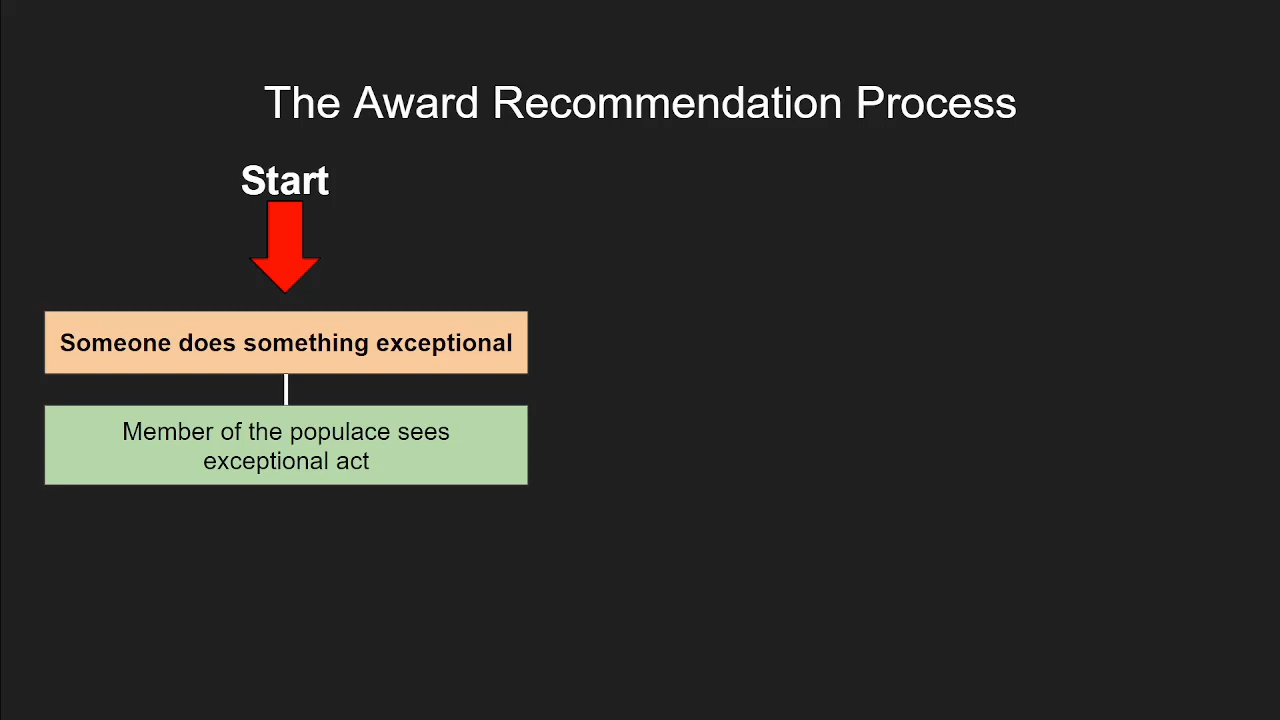 The Award Recommendation Process
Start
Someone does something exceptional
Member of the populace sees
exceptional act